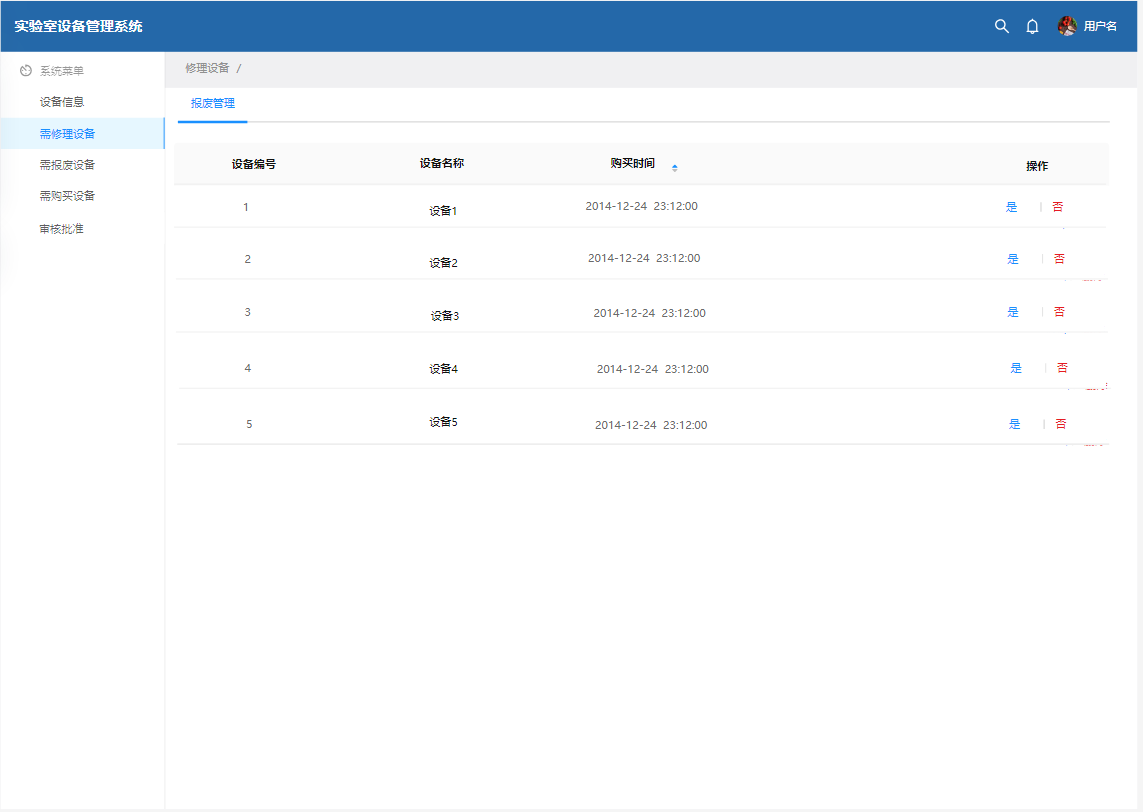 实验室设备管理系统 用户名
系统菜单
设备信息
需修理设备
需报废设备
需购买设备
审核批准
修理设备 /
报废管理
设备编号 设备名称 购买时间 操作
1 设备1 2014-12-24 23:12:00 是 否
2 设备2 2014-12-24 23:12:00 是 否
3 设备3 2014-12-24 23:12:00 是 否
4 设备4 2014-12-24 23:12:00 是 否
5 设备5 2014-12-24 23:12:00 是 否